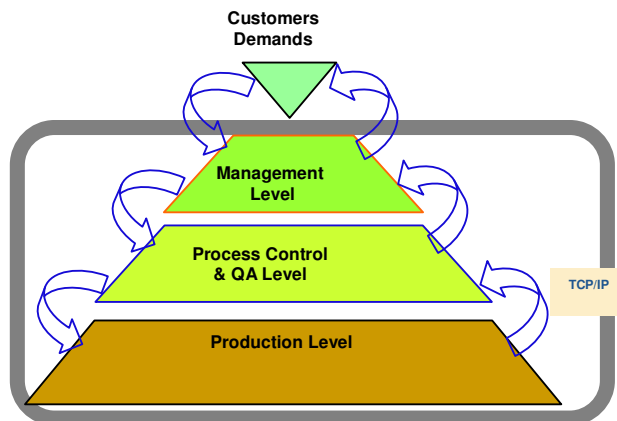 Customers
Demands
Management
Level
Process Control
& QA Level
TCP/IP
Production Level